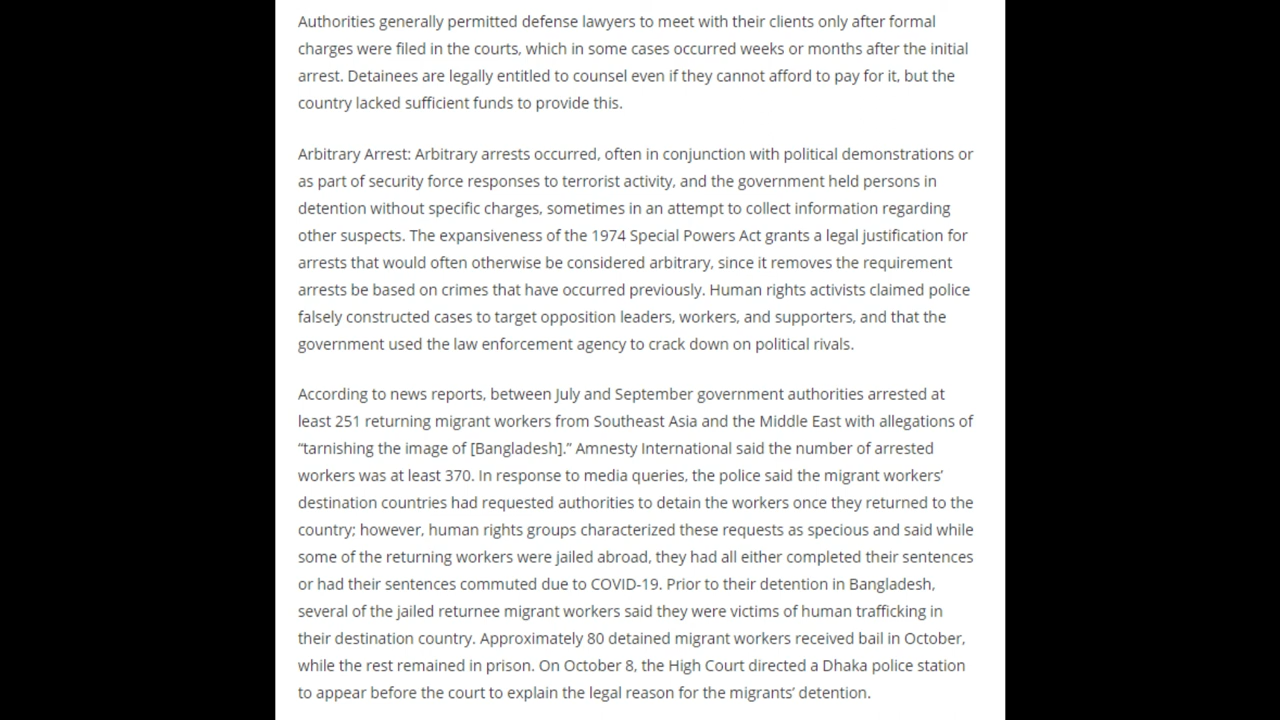 Authorities generally permitted defense lawyers to meet with their clients only after formal
charges were filed in the courts, which in some cases occurred weeks or months after the initial
arrest. Detainees are legally entitled to counsel even if they cannot afford to pay for it, but the
country lacked sufficient funds to provide this.
Arbitrary Arrest: Arbitrary arrests occurred, often in conjunction with political demonstrations or
as part of security force responses to terrorist activity, and the government held persons in
detention without specific charges, sometimes in an attempt to collect information regarding
other suspects. The expansiveness of the 1974 Special Powers Act grants a legal justification for
arrests that would often otherwise be considered arbitrary, since it removes the requirement
arrests be based on crimes that have occurred previously. Human rights activists claimed police
falsely constructed cases to target opposition leaders, workers, and supporters, and that the
government used the law enforcement agency to crack down on political rivals.
According to news reports, between July and September government authorities arrested at
least 251 returning migrant workers from Southeast Asia and the Middle East with allegations of
“tarnishing the image of [Bangladesh].” Amnesty International said the number of arrested
workers was at least 370. In response to media queries, the police said the migrant workers’
destination countries had requested authorities to detain the workers once they returned to the
country; however, human rights groups characterized these requests as specious and said while
some of the returning workers were jailed abroad, they had all either completed their sentences
or had their sentences commuted due to COVID-19. Prior to their detention in Bangladesh,
several of the jailed returnee migrant workers said they were victims of human trafficking in
their destination country. Approximately 80 detained migrant workers received bail in October,
while the rest remained in prison. On October 8, the High Court directed a Dhaka police station
to appear before the court to explain the legal reason for the migrants’ detention.